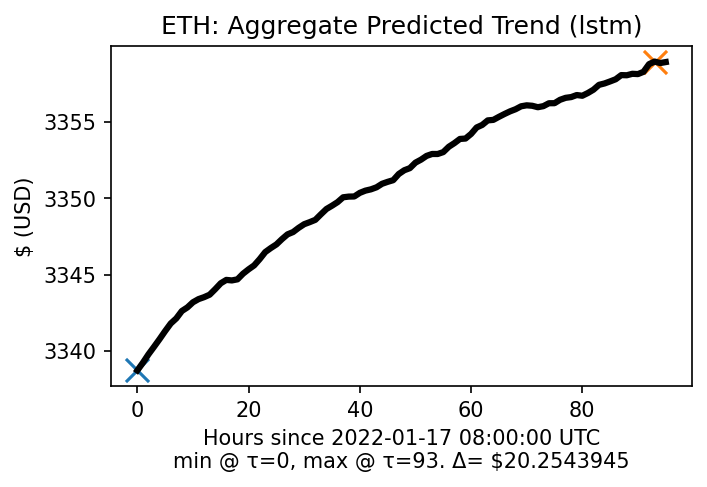 ETH: Aggregate Predicted Trend (lstm)
$ (USD)
3355
3350
3345
3340
0 20 40 60 80
Hours since 2022-01-17 08:00:00 UTC
min @ τ=0, max @ τ=93. Δ= $20.2543945